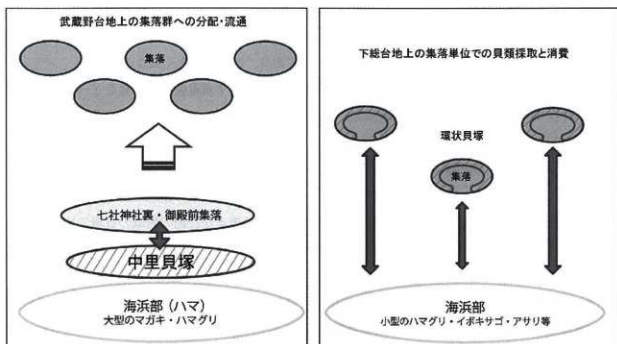 武蔵野台地上の集落群への分配・流通
集落
七社神社裏・御殿前集落
中里貝塚
海浜部(ハマ)
大型のマガキ・ハマグリ
下総台地上の集落単位での貝類採取と消費
環状貝塚
集落
海浜部
小型のハマグリ・イボキサゴ・アサリ等